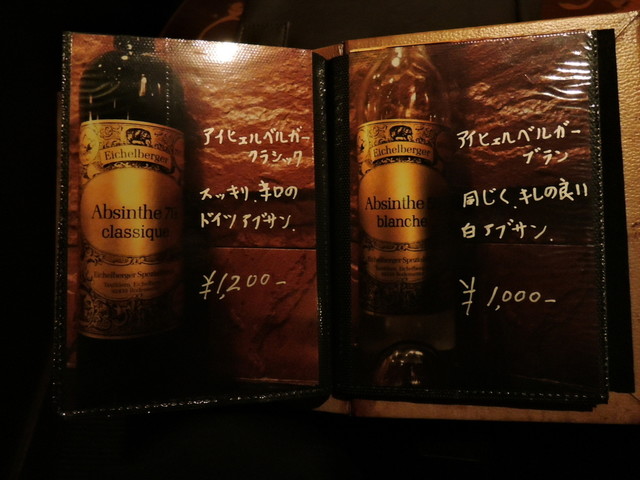 Eichelberger
Absinthe
classique
アイヒェルベルガー
クラシック
スッキリ、辛口の
ドイツアブサン.
¥1,200-
Eichelberger
Absinthe
blanche
アイヒェルベルガー
ブラン
同じく、キレの良い
白アブサン.
¥1,000-